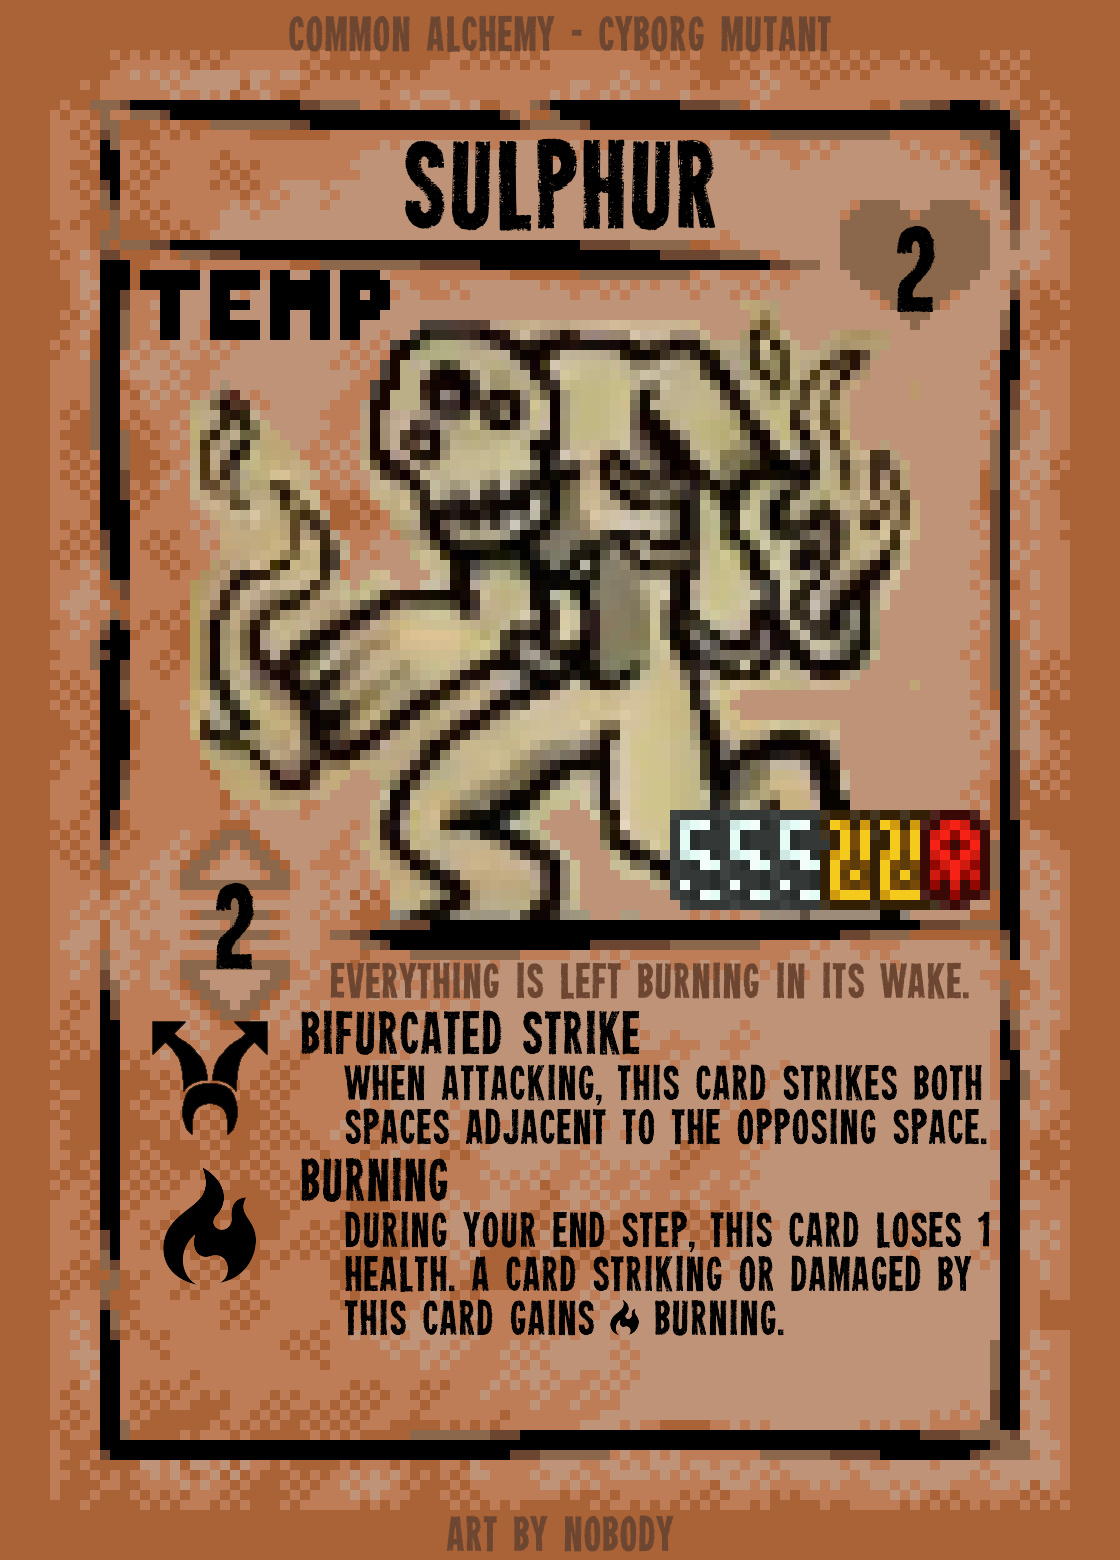 COMMON ALCHEMY - CYBORG MUTANT
SULPHUR
2
TEMP
2
EVERYTHING IS LEFT BURNING IN ITS WAKE.
BIFURCATED STRIKE
WHEN ATTACKING, THIS CARD STRIKES BOTH
SPACES ADJACENT TO THE OPPOSING SPACE.
BURNING
DURING YOUR END STEP, THIS CARD LOSES 1
HEALTH. A CARD STRIKING OR DAMAGED BY
THIS CARD GAINS BURNING.
ART BY NOBODY